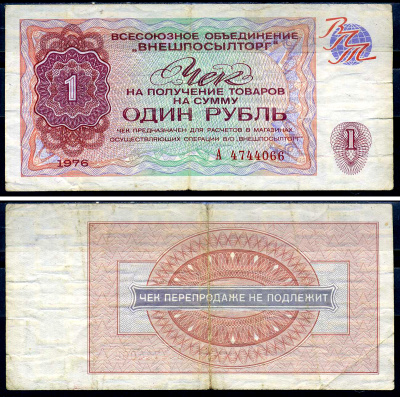 ВСЕСОЮЗНОЕ ОБЪЕДИНЕНИЕ
"ВНЕШПОСЫЛТОРГ"
ВПТ
Чек
НА ПОЛУЧЕНИЕ ТОВАРОВ
НА СУММУ
ОДИН РУБЛЬ
ЧЕК ПРЕДНАЗНАЧЕН ДЛЯ РАСЧЕТОВ В МАГАЗИНАХ,
ОСУЩЕСТВЛЯЮЩИХ ОПЕРАЦИИ В/О „ВНЕШПОСЫЛТОРГ"
1
1
1976
А 4744066
ЧЕК ПЕРЕПРОДАЖЕ НЕ ПОДЛЕЖИТ